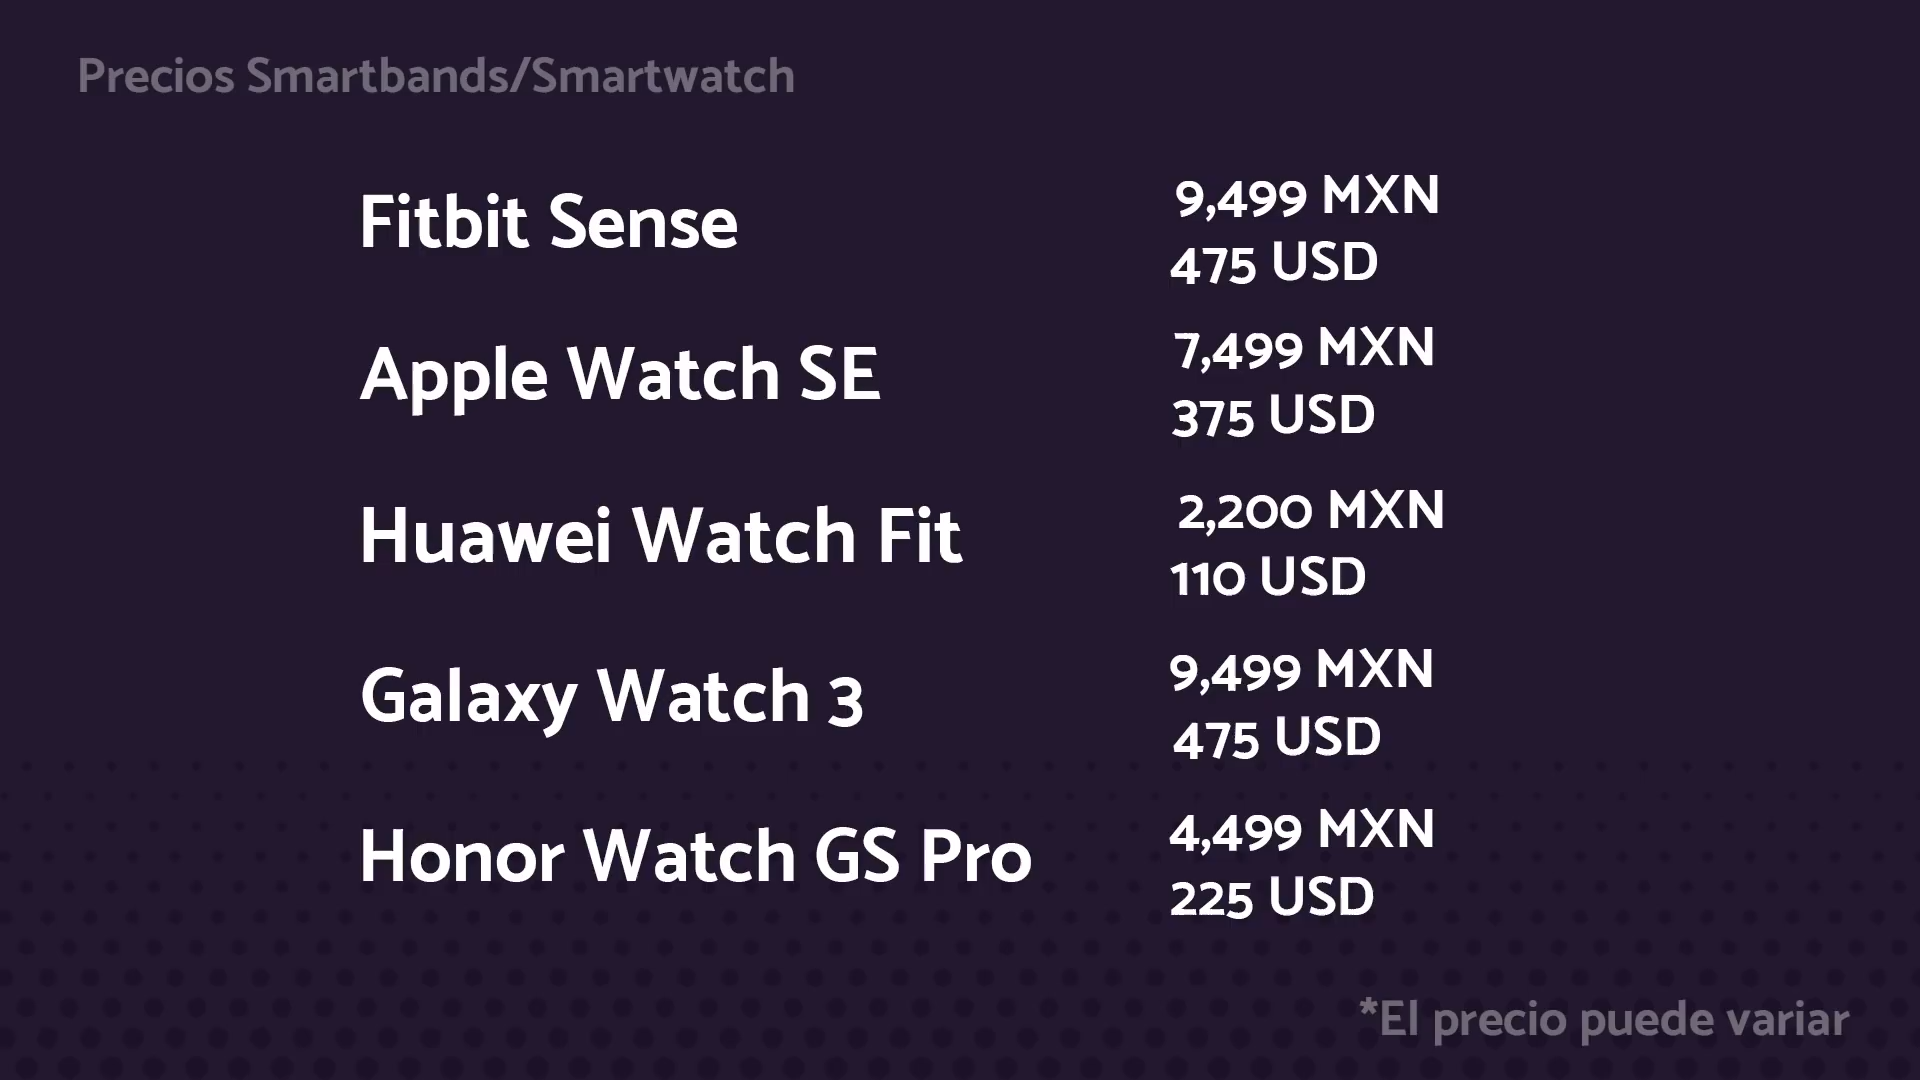 Precios Smartbands/Smartwatch
Fitbit Sense
9,499 MXN
475 USD
Apple Watch SE
7,499 MXN
375 USD
Huawei Watch Fit
2,200 MXN
110 USD
Galaxy Watch 3
9,499 MXN
475 USD
Honor Watch GS Pro
4,499 MXN
225 USD
*El precio puede variar